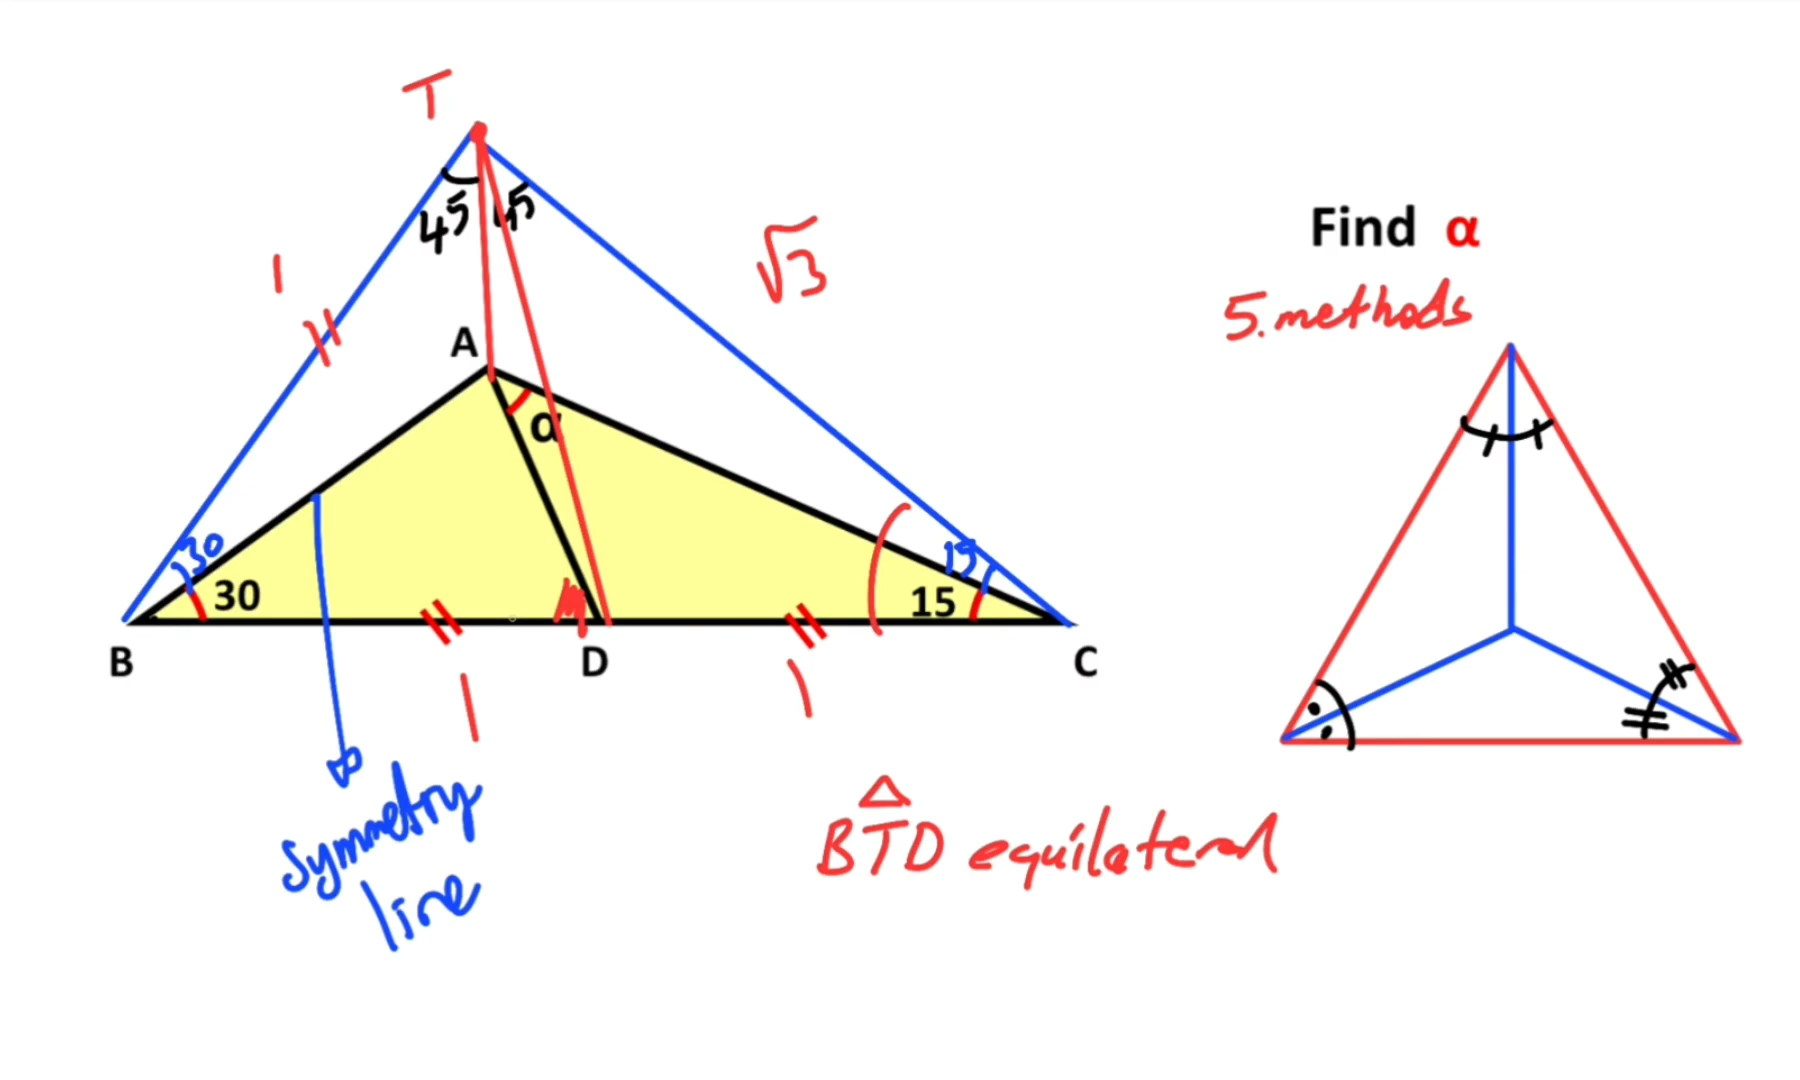 T
45 45
1
√3
Find α
5. methods
A
α
30
30
15
15
B
D
C
1
1
Symmetry
line
△
BTD equilateral